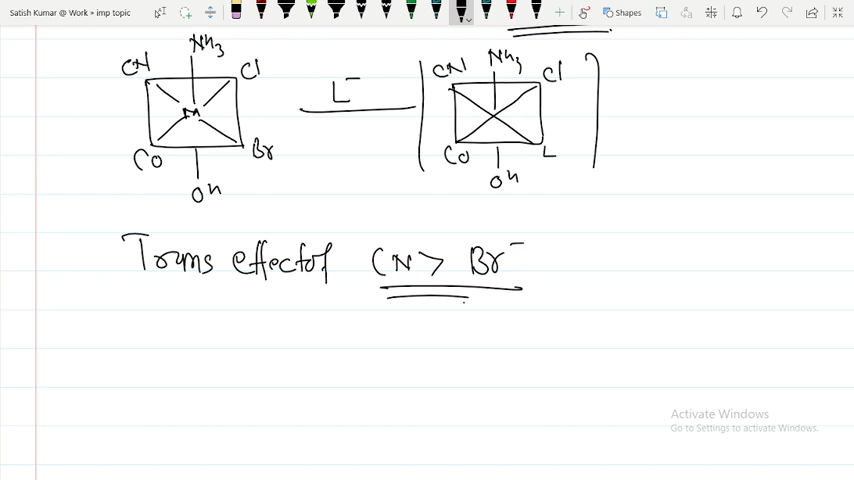 Satish Kumar @ Work » imp topic
Shapes
NH3 NH3
CN Cl L⁻ CN Cl
M
Co Br Co L
OH OH
Trans effect of CN > Br⁻
Activate Windows
Go to Settings to activate Windows.